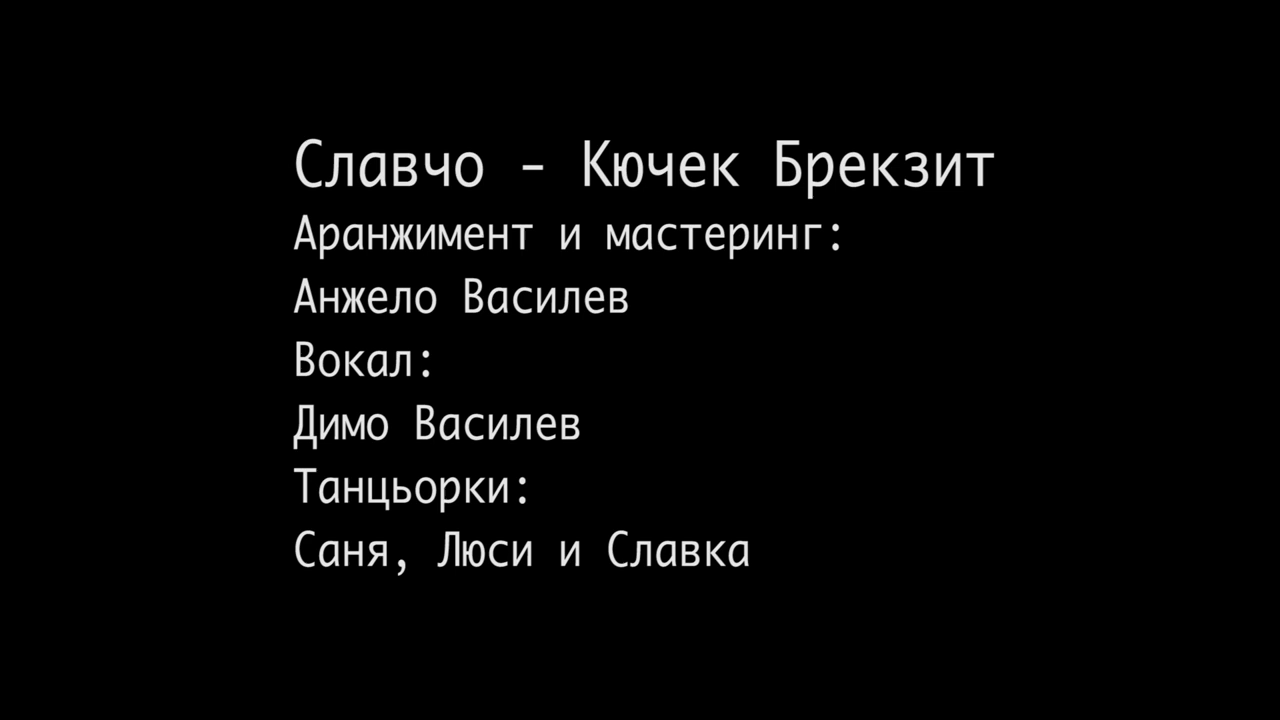 Славчо - Кючек Брекзит
Аранжимент и мастеринг:
Анжело Василев
Вокал:
Димо Василев
Танцьорки:
Саня, Люси и Славка